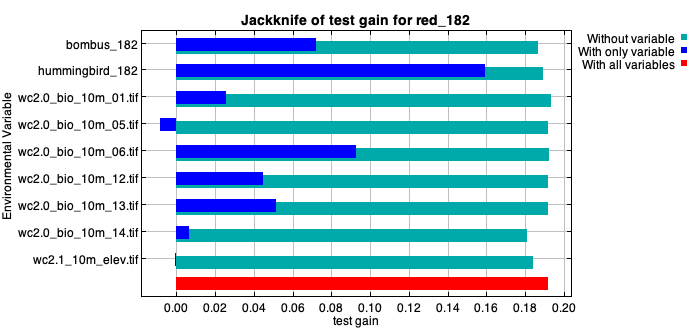 Jackknife of test gain for red_182
Without variable
With only variable
With all variables
Environmental Variable
bombus_182
hummingbird_182
wc2.0_bio_10m_01.tif
wc2.0_bio_10m_05.tif
wc2.0_bio_10m_06.tif
wc2.0_bio_10m_12.tif
wc2.0_bio_10m_13.tif
wc2.0_bio_10m_14.tif
wc2.1_10m_elev.tif
0.00 0.02 0.04 0.06 0.08 0.10 0.12 0.14 0.16 0.18 0.20
test gain